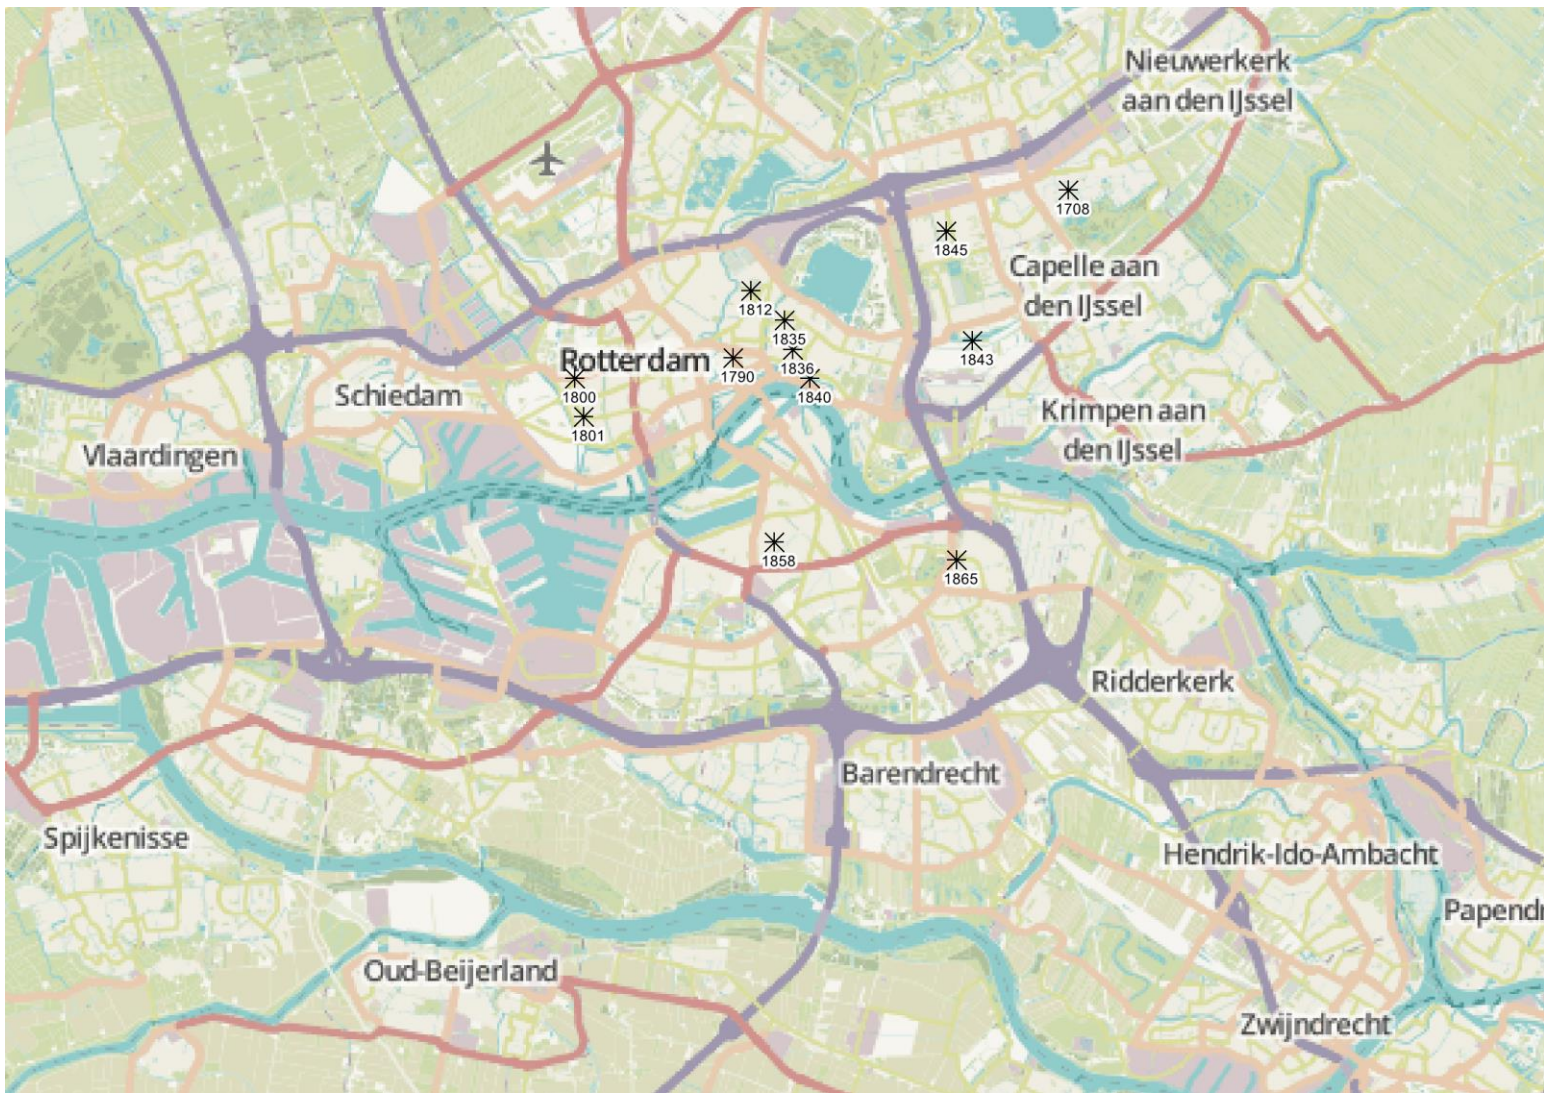 Nieuwerkerk
aan den IJssel
1708
1845
Capelle aan
den IJssel
1812
1835
1843
Rotterdam
1836
1790
1800
1840
Schiedam
1801
Krimpen aan
den IJssel
Vlaardingen
1858
1865
Ridderkerk
Barendrecht
Spijkenisse
Hendrik-Ido-Ambacht
Papendr
Oud-Beijerland
Zwijndrecht